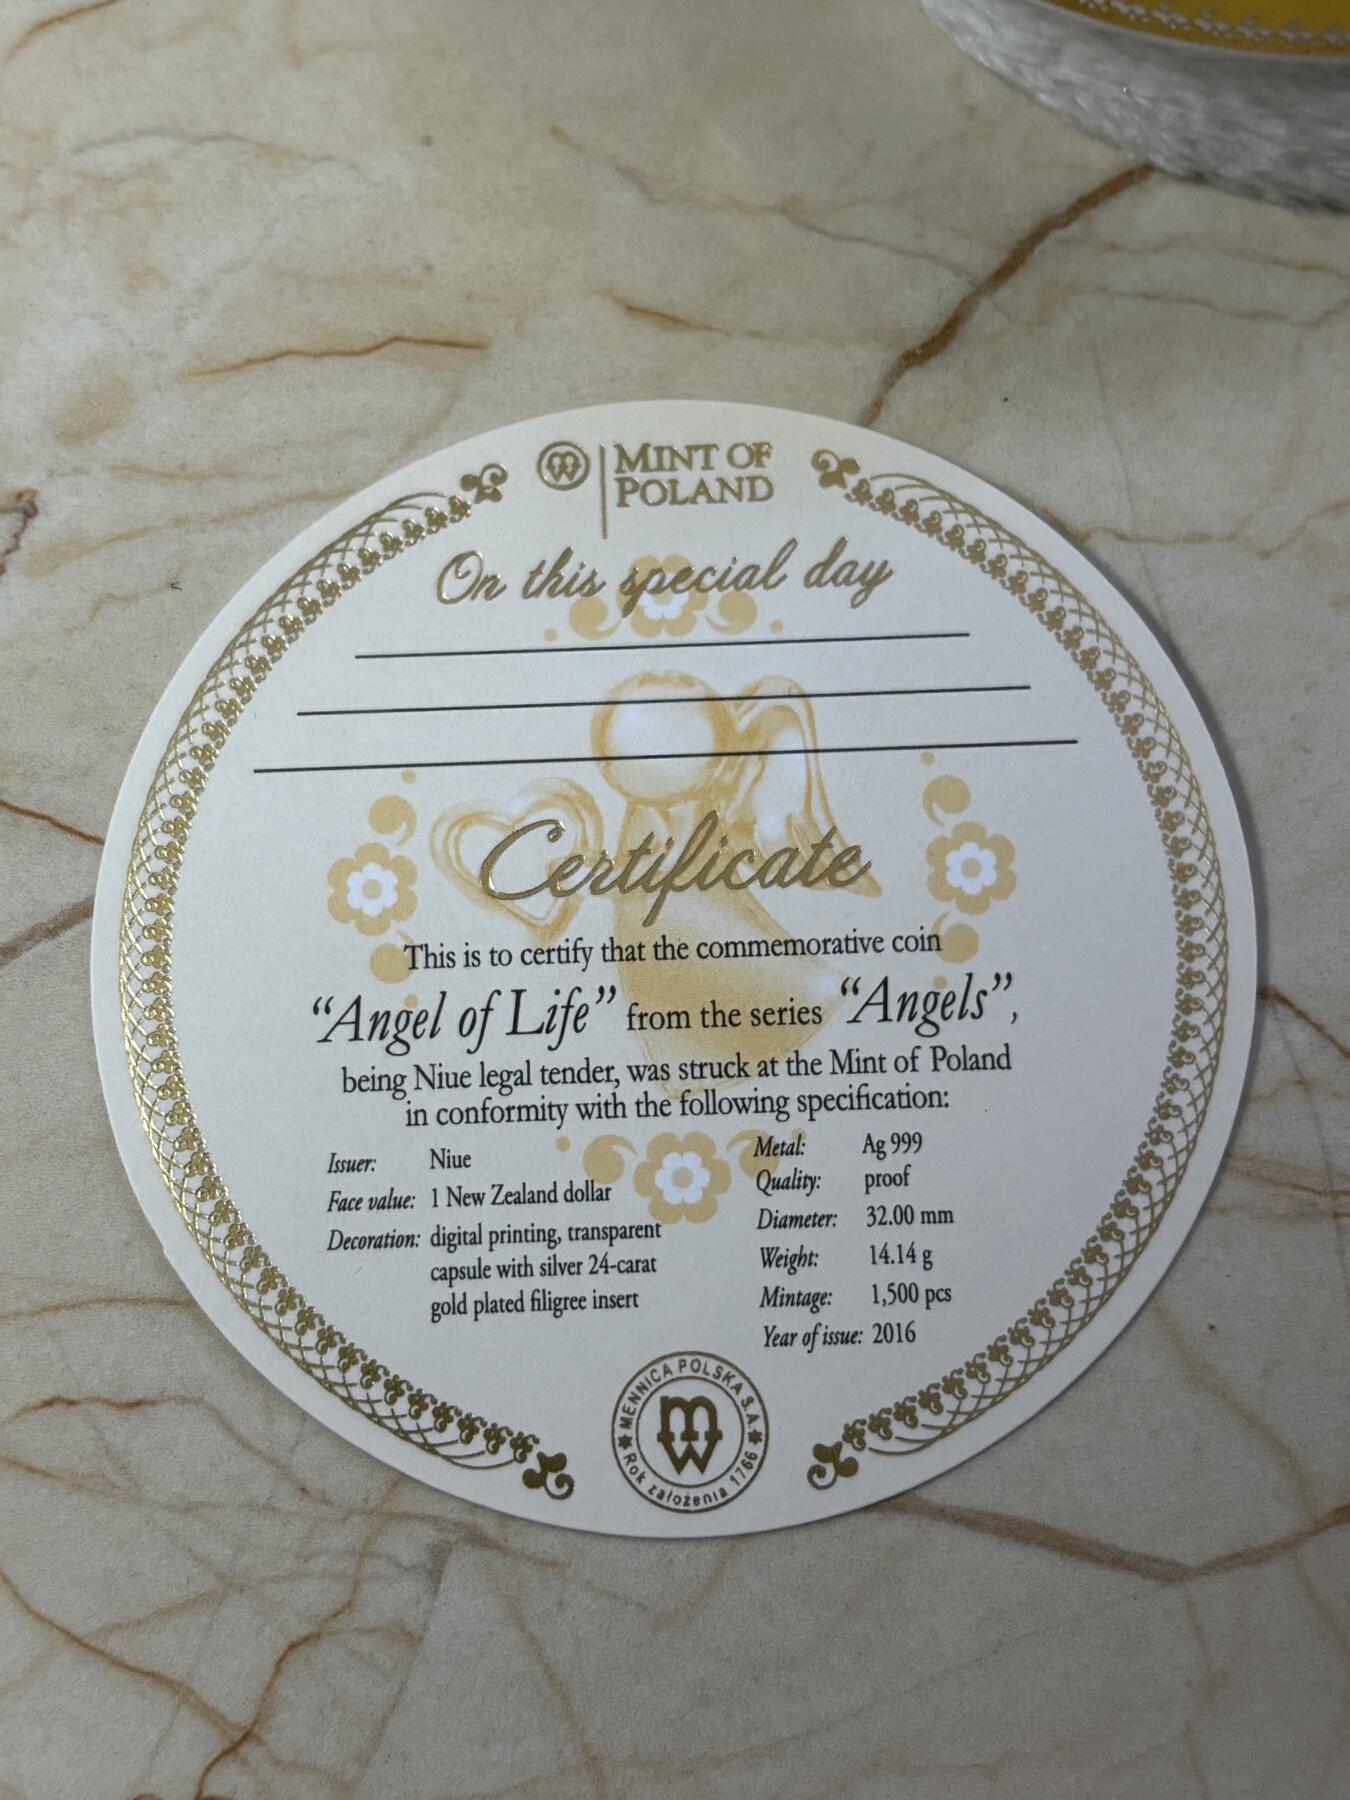 MINT OF
POLAND
On this special day
Certificate
This is to certify that the commemorative coin
“Angel of Life” from the series “Angels”,
being Niue legal tender, was struck at the Mint of Poland
in conformity with the following specification:
Issuer: Niue
Face value: 1 New Zealand dollar
Decoration: digital printing, transparent
capsule with silver 24-carat
gold plated filigree insert
Metal: Ag 999
Quality: proof
Diameter: 32.00 mm
Weight: 14.14 g
Mintage: 1,500 pcs
Year of issue: 2016
MENNICA POLSKA S.A.
Rok założenia 1766